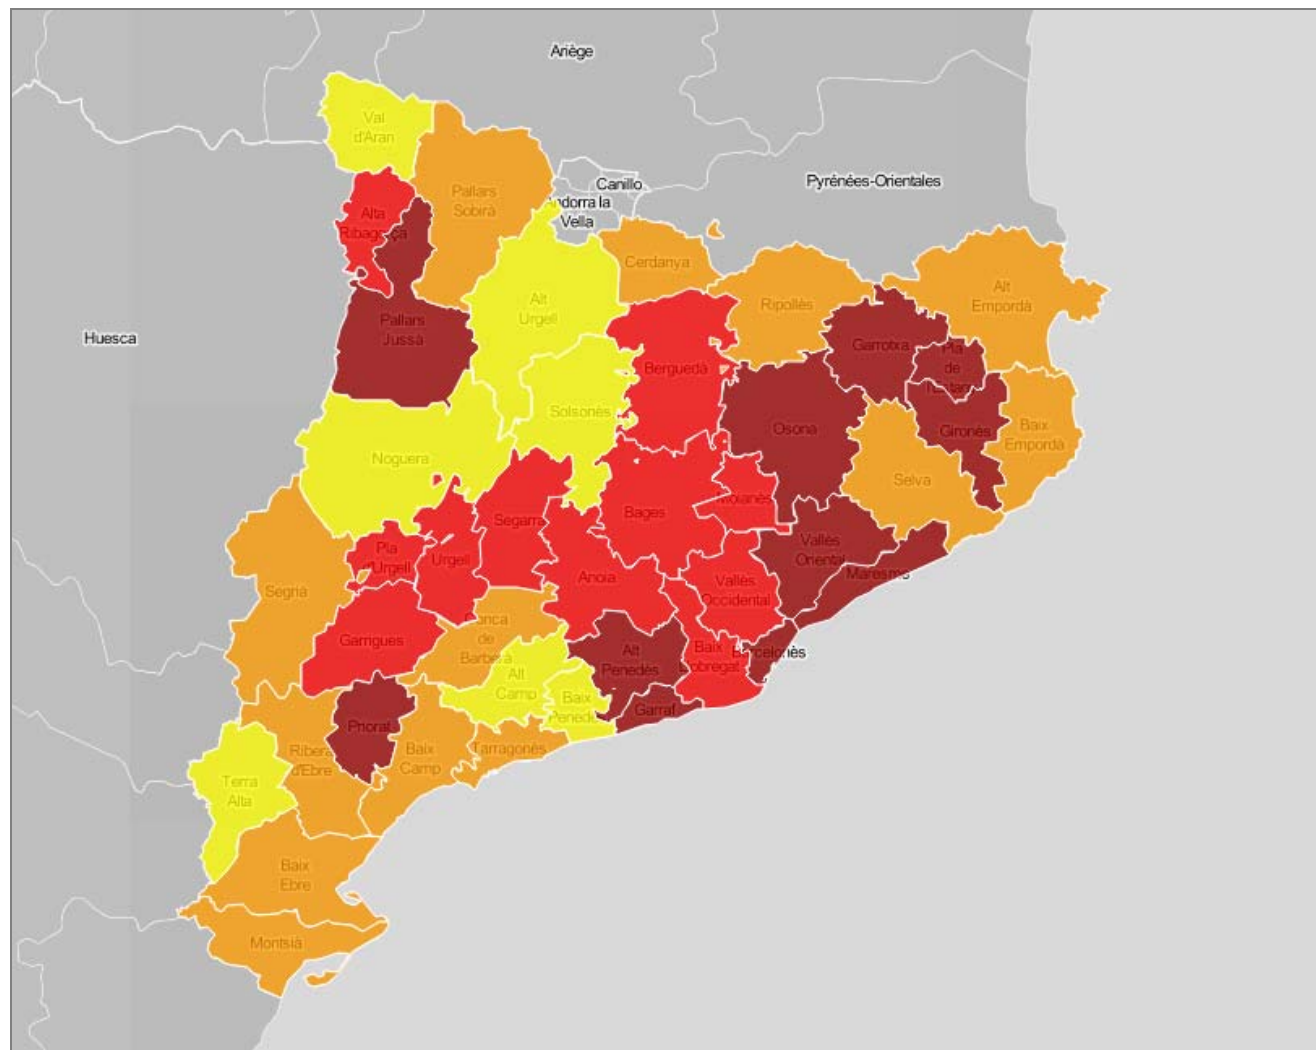 Ariège
Val
d'Aran
Canillo
Pyrénées-Orientales
Pallars
Sobirà
Andorra la
Vella
Alta
Ribagorça
Cerdanya
Alt
Empordà
Alt
Urgell
Ripollès
Pallars
Jussà
Huesca
Garrotxa
Pla
de
Berguedà
Solsonès
Osona
Gironès
Baix
Empordà
Noguera
Selva
Moianès
Bages
Segarra
Vallès
Oriental
Pla
d'Urgell
Urgell
Anoia
Maresme
Segrià
Vallès
Occidental
Garrigues
Conca
de
Barberà
Alt
Penedès
Baix
Llobregat
Barcelonès
Alt
Camp
Baix
Penedès
Garraf
Priorat
Ribera
d'Ebre
Baix
Camp
Tarragonès
Terra
Alta
Baix
Ebre
Montsià